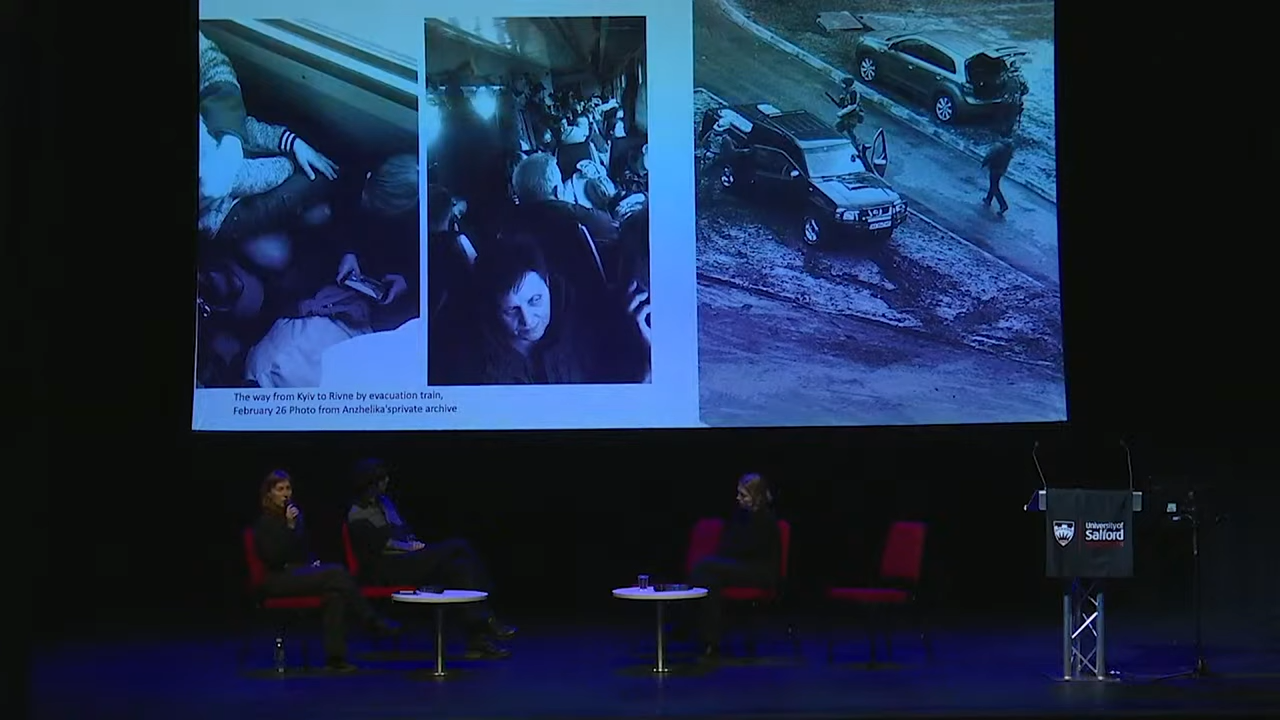 The way from Kyiv to Rivne by evacuation train,
February 26 Photo from Anzhelika'sprivate archive
University of
Salford